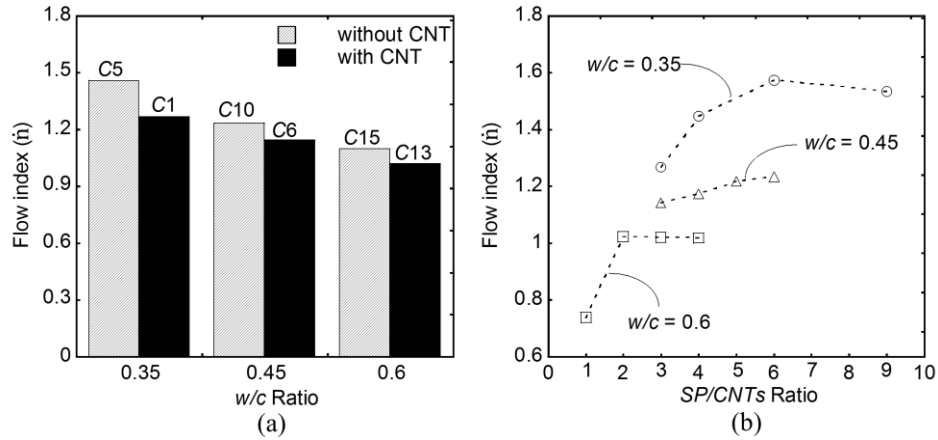 1.8
1.5
1.2
0.9
0.6
0.3
0
Flow index (ṅ)
without CNT
with CNT
C5
C1
C10
C6
C15
C13
0.35 0.45 0.6
w/c Ratio
(a)
1.8
1.6
1.4
1.2
1
0.8
0.6
Flow index (ṅ)
w/c = 0.35
w/c = 0.45
w/c = 0.6
0 1 2 3 4 5 6 7 8 9 10
SP/CNTs Ratio
(b)